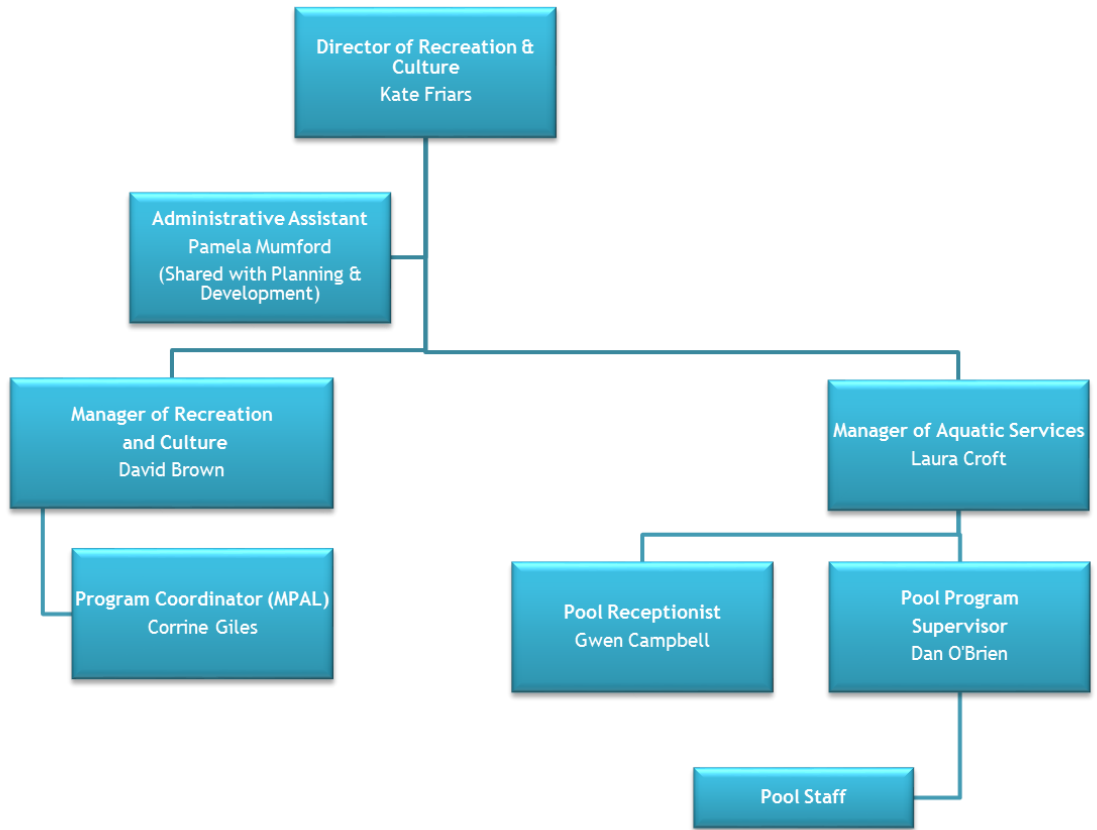 Director of Recreation &
Culture
Kate Friars
Administrative Assistant
Pamela Mumford
(Shared with Planning &
Development)
Manager of Recreation
and Culture
David Brown
Manager of Aquatic Services
Laura Croft
Program Coordinator (MPAL)
Corrine Giles
Pool Receptionist
Gwen Campbell
Pool Program
Supervisor
Dan O'Brien
Pool Staff